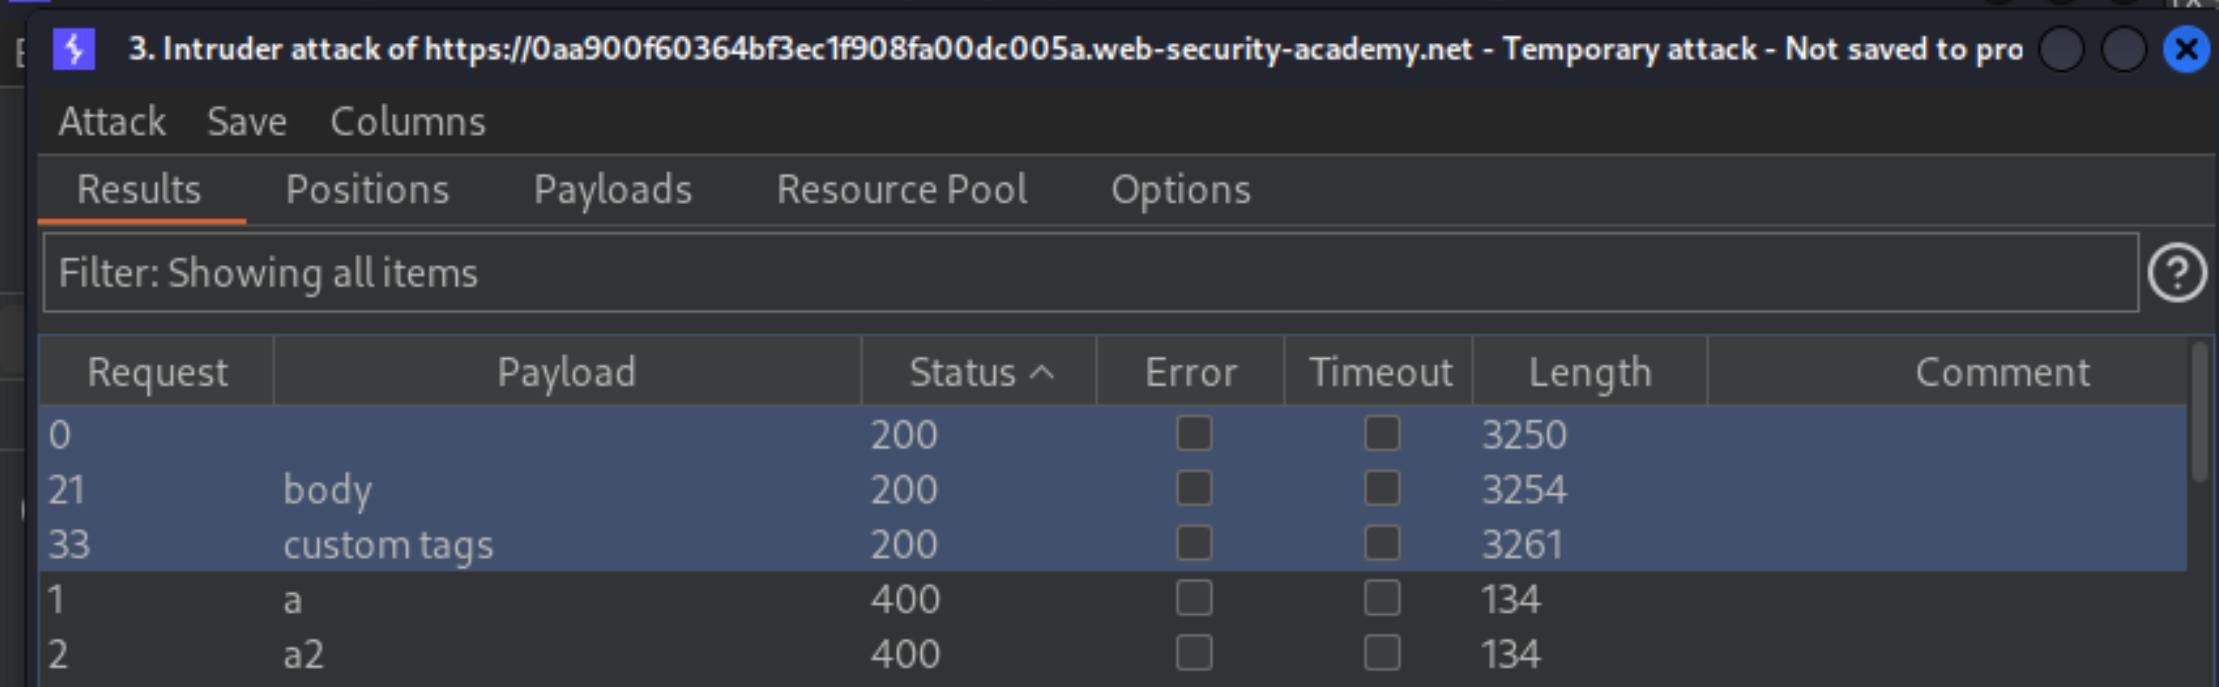 3. Intruder attack of https://0aa900f60364bf3ec1f908fa00dc005a.web-security-academy.net - Temporary attack - Not saved to pro
Attack Save Columns
Results Positions Payloads Resource Pool Options
Filter: Showing all items
Request Payload Status Error Timeout Length Comment
0 200 3250
21 body 200 3254
33 custom tags 200 3261
1 a 400 134
2 a2 400 134